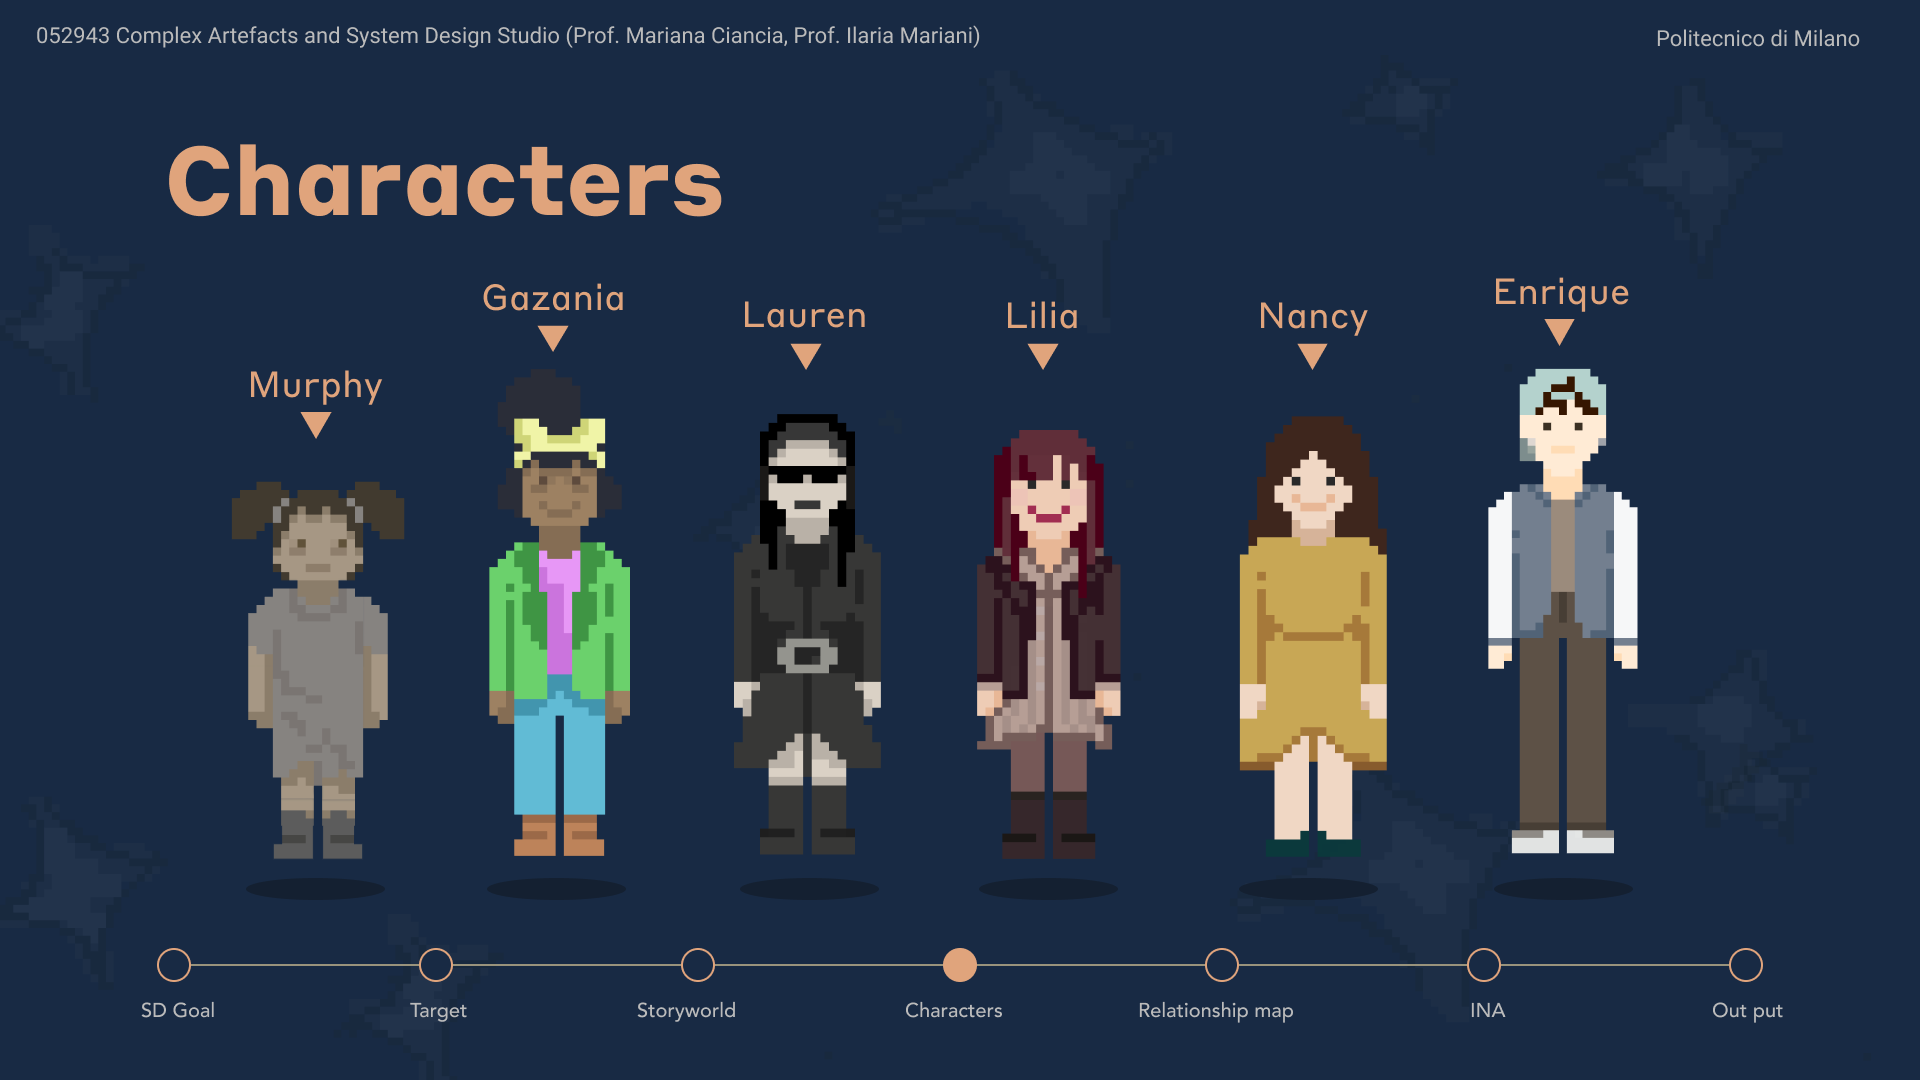 052943 Complex Artefacts and System Design Studio (Prof. Mariana Ciancia, Prof. Ilaria Mariani)
Politecnico di Milano
Characters
Murphy
Gazania
Lauren
Lilia
Nancy
Enrique
SD Goal
Target
Storyworld
Characters
Relationship map
INA
Out put